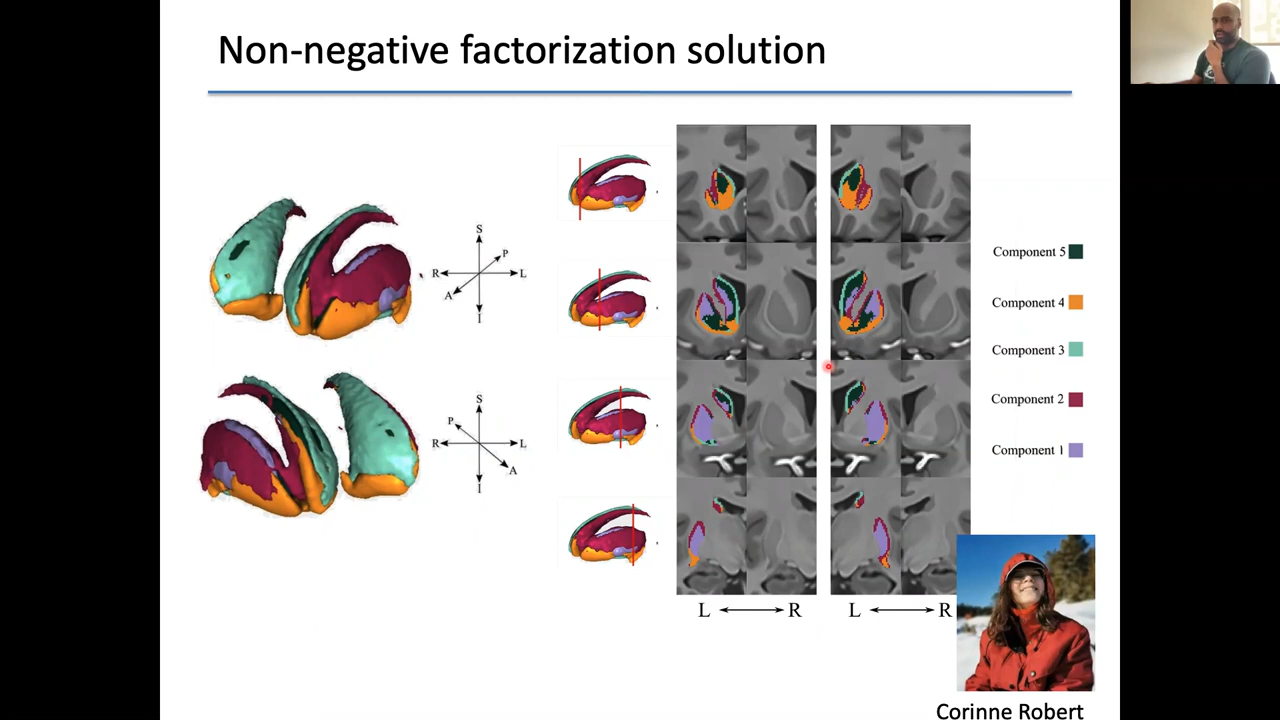 Non-negative factorization solution
S
P
R
L
A
I
S
P
R
L
A
I
Component 5
Component 4
Component 3
Component 2
Component 1
L
R
L
R
Corinne Robert